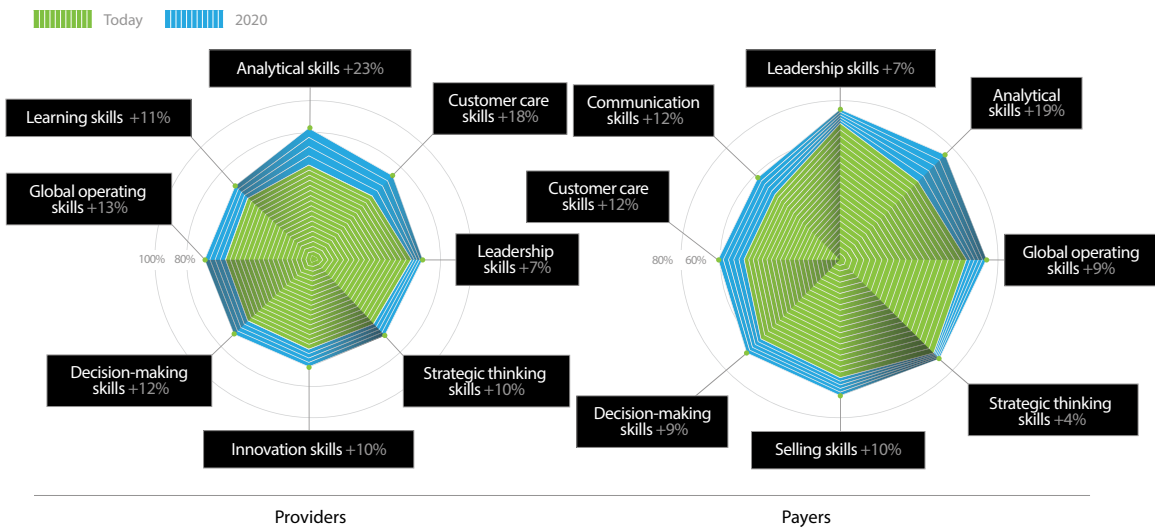 Today
2020
Analytical skills +23%
Learning skills +11%
Customer care
skills +18%
Global operating
skills +13%
100%
80%
Leadership
skills +7%
Decision-making
skills +12%
Strategic thinking
skills +10%
Innovation skills +10%
Providers
Leadership skills +7%
Communication
skills +12%
Analytical
skills +19%
Customer care
skills +12%
80%
60%
Global operating
skills +9%
Decision-making
skills +9%
Strategic thinking
skills +4%
Selling skills +10%
Payers